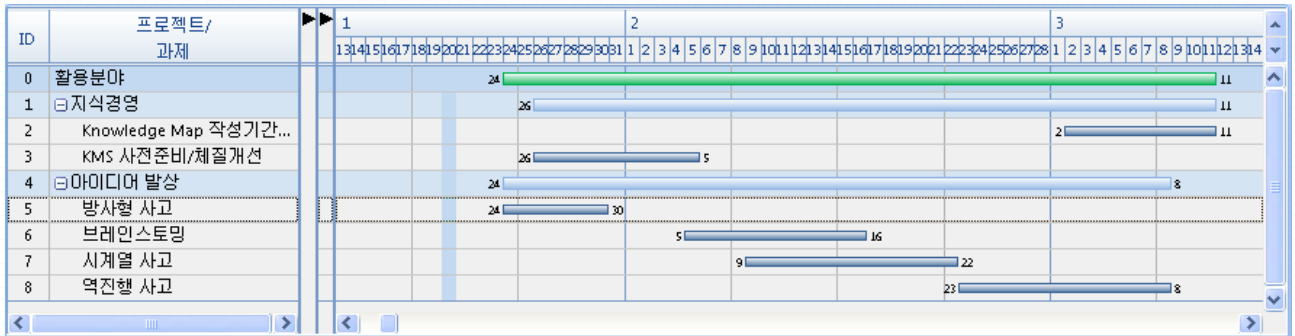 ID 프로젝트/ 과제 1 2 3
13 14 15 16 17 18 19 20 21 22 23 24 25 26 27 28 29 30 31 1 2 3 4 5 6 7 8 9 10 11 12 13 14 15 16 17 18 19 20 21 22 23 24 25 26 27 28 1 2 3 4 5 6 7 8 9 10 11 12 13 14
0 활용분야 24 11
1 지식경영 26 11
2 Knowledge Map 작성기간... 2 11
3 KMS 사전준비/체질개선 26 5
4 아이디어 발상 24 8
5 방사형 사고 24 30
6 브레인스토밍 5 16
7 시계열 사고 9 22
8 역진행 사고 23 8